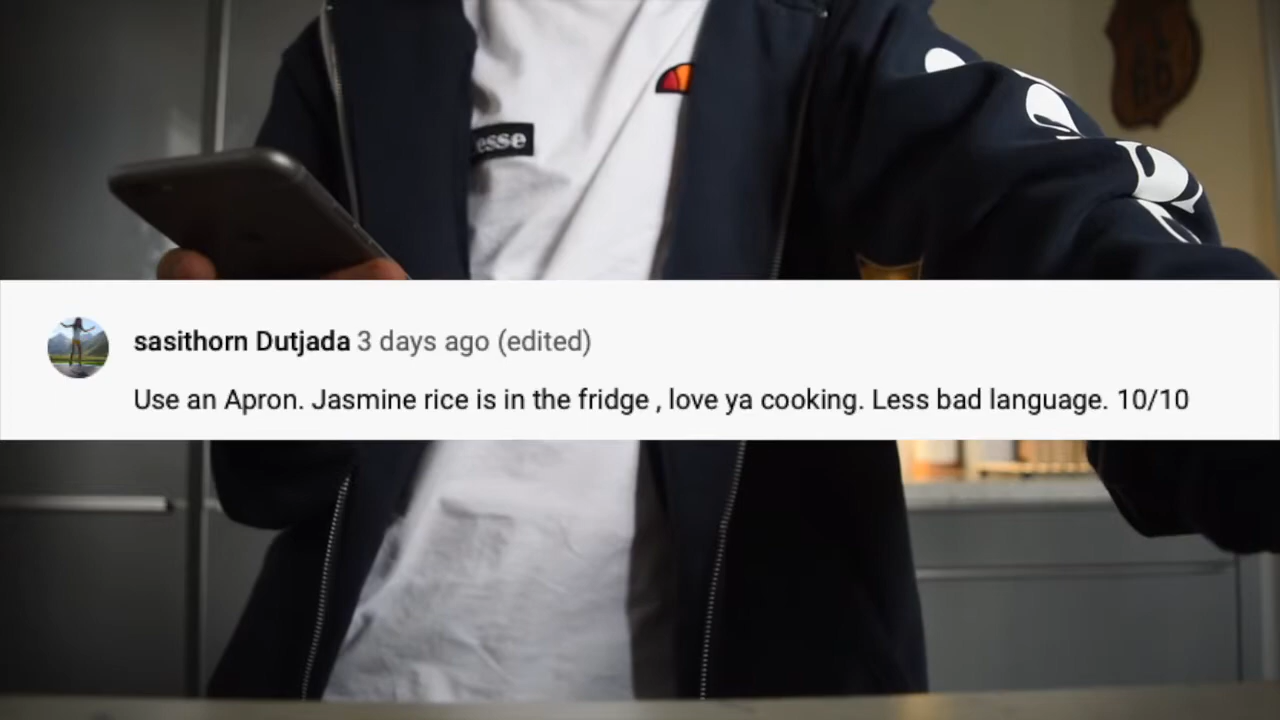 esse
sasithorn Dutjada 3 days ago (edited)
Use an Apron. Jasmine rice is in the fridge , love ya cooking. Less bad language. 10/10